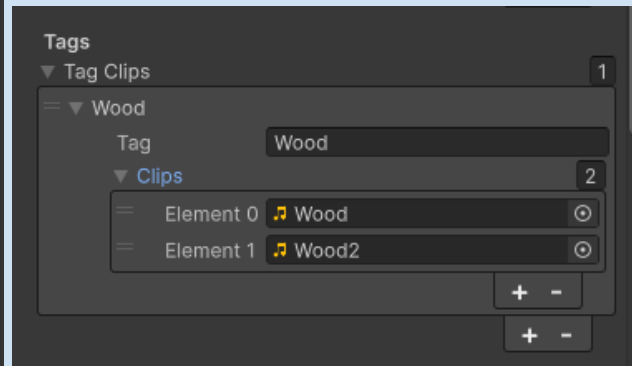 Tags
Tag Clips 1
Wood
Tag Wood
Clips 2
Element 0 Wood
Element 1 Wood2
+ -
+ -